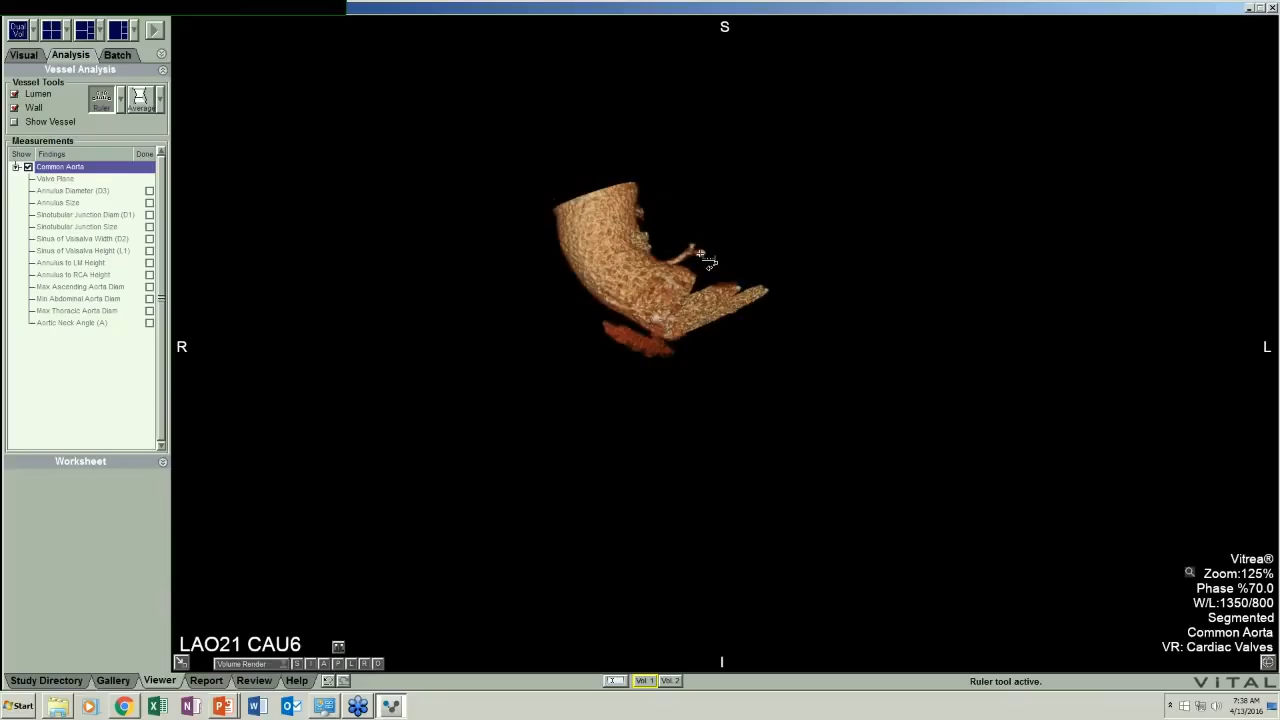 S
Dual
Vol
Visual Analysis Batch
Vessel Analysis
Vessel Tools
Lumen
Wall
Show Vessel
Ruler
Average
Measurements
Show Findings Done
Common Aorta
Valve Plane
Annulus Diameter (D3)
Annulus Size
Sinotubular Junction Diam (D1)
Sinotubular Junction Size
Sinus of Valsalva Width (D2)
Sinus of Valsalva Height (L1)
Annulus to LM Height
Annulus to RCA Height
Max Ascending Aorta Diam
Min Abdominal Aorta Diam
Max Thoracic Aorta Diam
Aortic Neck Angle (A)
Worksheet
R
L
Vitrea®
Zoom:125%
Phase %70.0
W/L:1350/800
Segmented
Common Aorta
VR: Cardiac Valves
LAO21 CAU6
Volume Render S I A P L R O
I
Study Directory Gallery Viewer Report Review Help
Vol. 1 Vol. 2
Ruler tool active.
VITAL
Start
7:38 AM
4/13/2016